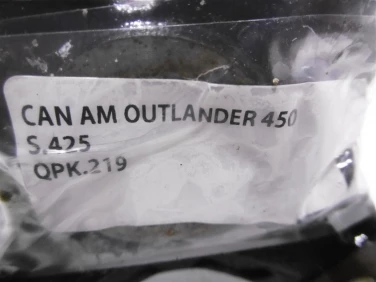 CAN AM OUTLANDER 450
S.425
QPK.219